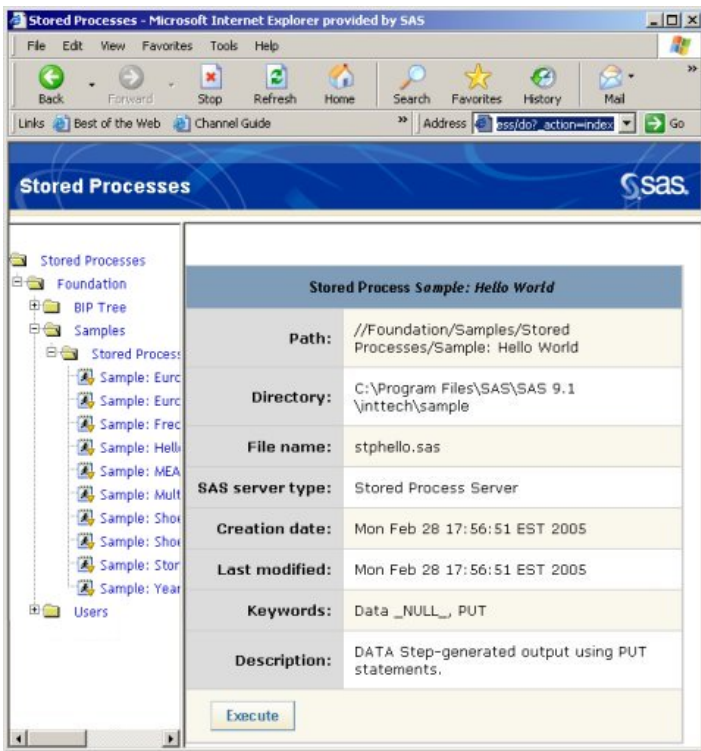 Stored Processes - Microsoft Internet Explorer provided by SAS
File Edit View Favorites Tools Help
Back Forward Stop Refresh Home Search Favorites History Mail »
Links Best of the Web Channel Guide » Address ess/do?_action=index Go
Stored Processes
sas.
Stored Processes
Foundation
BIP Tree
Samples
Stored Process
Sample: Euro
Sample: Euro
Sample: Frec
Sample: Hell
Sample: MEA
Sample: Mult
Sample: Shoe
Sample: Shoe
Sample: Stor
Sample: Year
Users
Stored Process Sample: Hello World
Path: //Foundation/Samples/Stored
Processes/Sample: Hello World
Directory: C:\Program Files\SAS\SAS 9.1
\inttech\sample
File name: stphello.sas
SAS server type: Stored Process Server
Creation date: Mon Feb 28 17:56:51 EST 2005
Last modified: Mon Feb 28 17:56:51 EST 2005
Keywords: Data _NULL_, PUT
Description: DATA Step-generated output using PUT
statements.
Execute